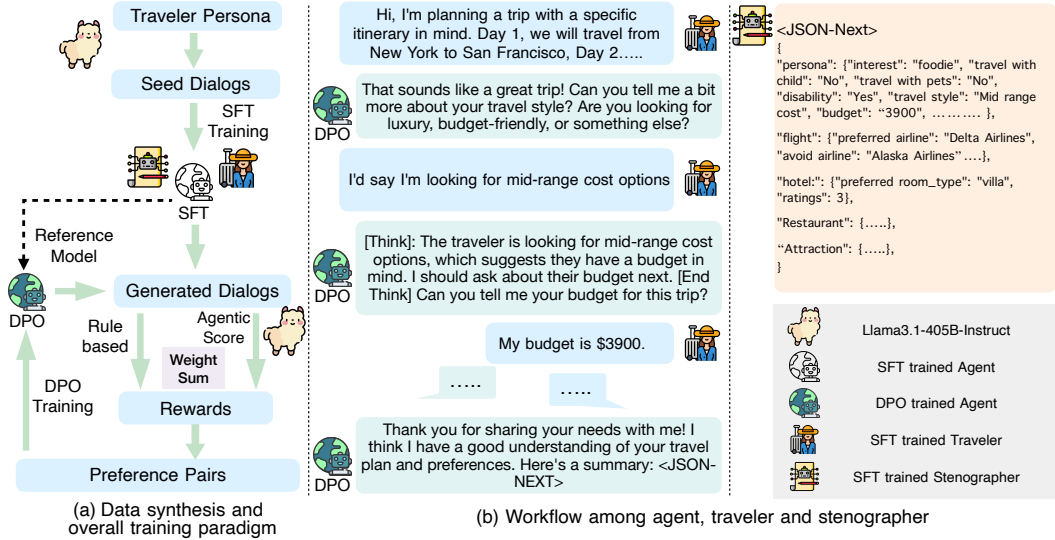 Traveler Persona
Seed Dialogs
SFT
Training
SFT
Reference
Model
DPO
Generated Dialogs
Rule
based
Agentic
Score
Weight
Sum
DPO
Training
Rewards
Preference Pairs
(a) Data synthesis and
overall training paradigm
Hi, I'm planning a trip with a specific
itinerary in mind. Day 1, we will travel from
New York to San Francisco, Day 2.....
That sounds like a great trip! Can you tell me a bit
more about your travel style? Are you looking for
luxury, budget-friendly, or something else?
DPO
I'd say I'm looking for mid-range cost options
[Think]: The traveler is looking for mid-range cost
options, which suggests they have a budget in
mind. I should ask about their budget next. [End
Think] Can you tell me your budget for this trip?
DPO
My budget is $3900.
.....
.....
Thank you for sharing your needs with me! I
think I have a good understanding of your travel
plan and preferences. Here's a summary: <JSON-
NEXT>
DPO
(b) Workflow among agent, traveler and stenographer
<JSON-Next>
{
"persona": {"interest": "foodie", "travel with
child": "No", "travel with pets": "No",
"disability": "Yes", "travel style": "Mid range
cost", "budget": “3900", ... ... .... },
"flight": {"preferred airline": "Delta Airlines",
"avoid airline": "Alaska Airlines” ....},
"hotel:": {"preferred room_type": "villa",
"ratings": 3},
"Restaurant": {.....},
“Attraction": {.....},
}
Llama3.1-405B-Instruct
SFT trained Agent
DPO trained Agent
SFT trained Traveler
SFT trained Stenographer